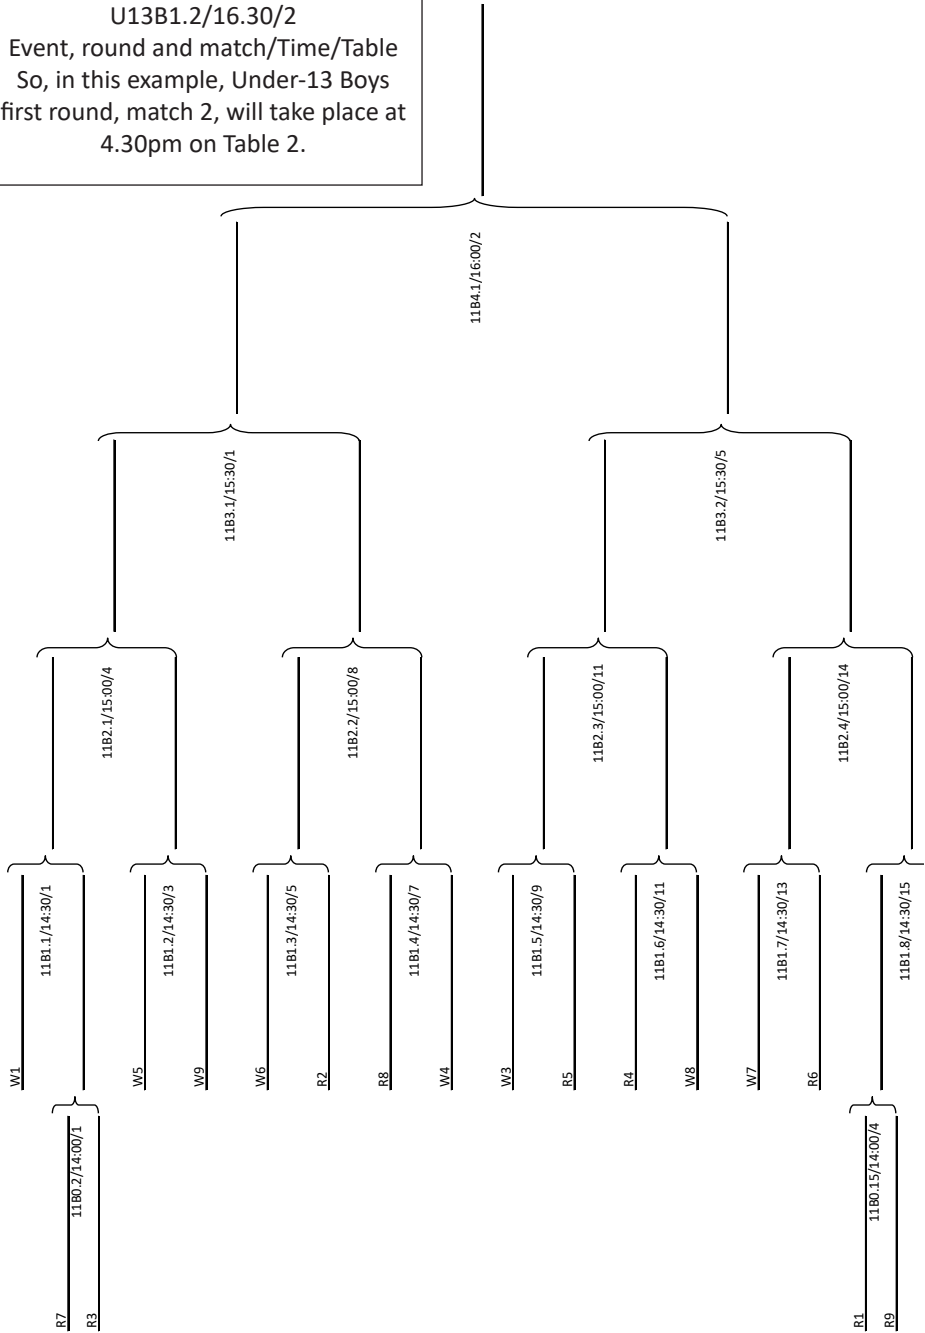 U13B1.2/16.30/2
Event, round and match/Time/Table
So, in this example, Under-13 Boys
first round, match 2, will take place at
4.30pm on Table 2.
11B4.1/16:00/2
11B3.1/15:30/1
11B3.2/15:30/5
11B2.1/15:00/4
11B2.2/15:00/8
11B2.3/15:00/11
11B2.4/15:00/14
11B1.1/14:30/1
11B1.2/14:30/3
11B1.3/14:30/5
11B1.4/14:30/7
11B1.5/14:30/9
11B1.6/14:30/11
11B1.7/14:30/13
11B1.8/14:30/15
W1
W5
W9
W6
R2
R8
W4
W3
R5
R4
W8
W7
R6
11B0.2/14:00/1
11B0.15/14:00/4
R7
R3
R1
R9